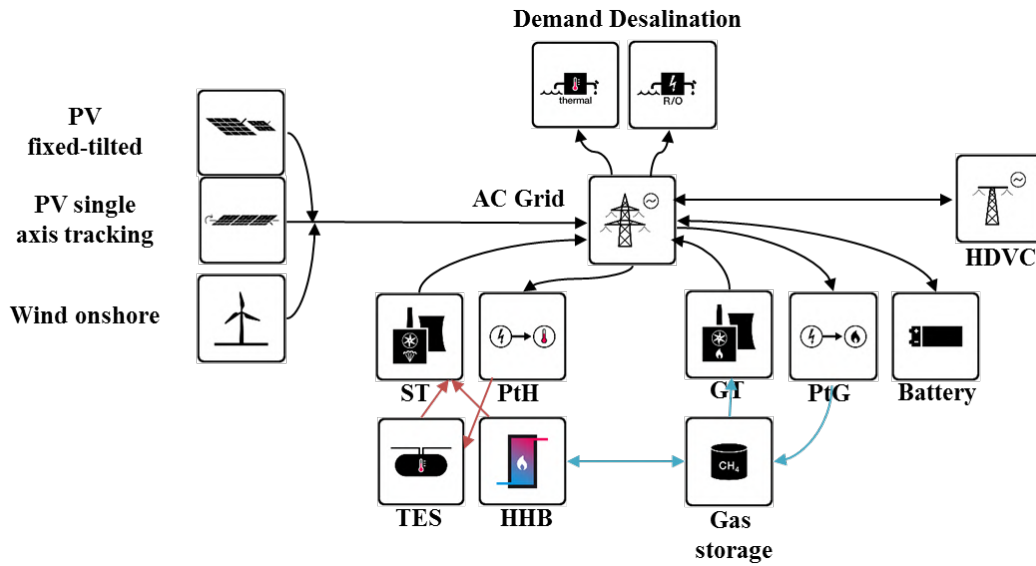 Demand Desalination
thermal
R/O
PV
fixed-tilted
PV single
axis tracking
AC Grid
HDVC
Wind onshore
ST
PtH
GT
PtG
Battery
CH4
TES
HHB
Gas
storage